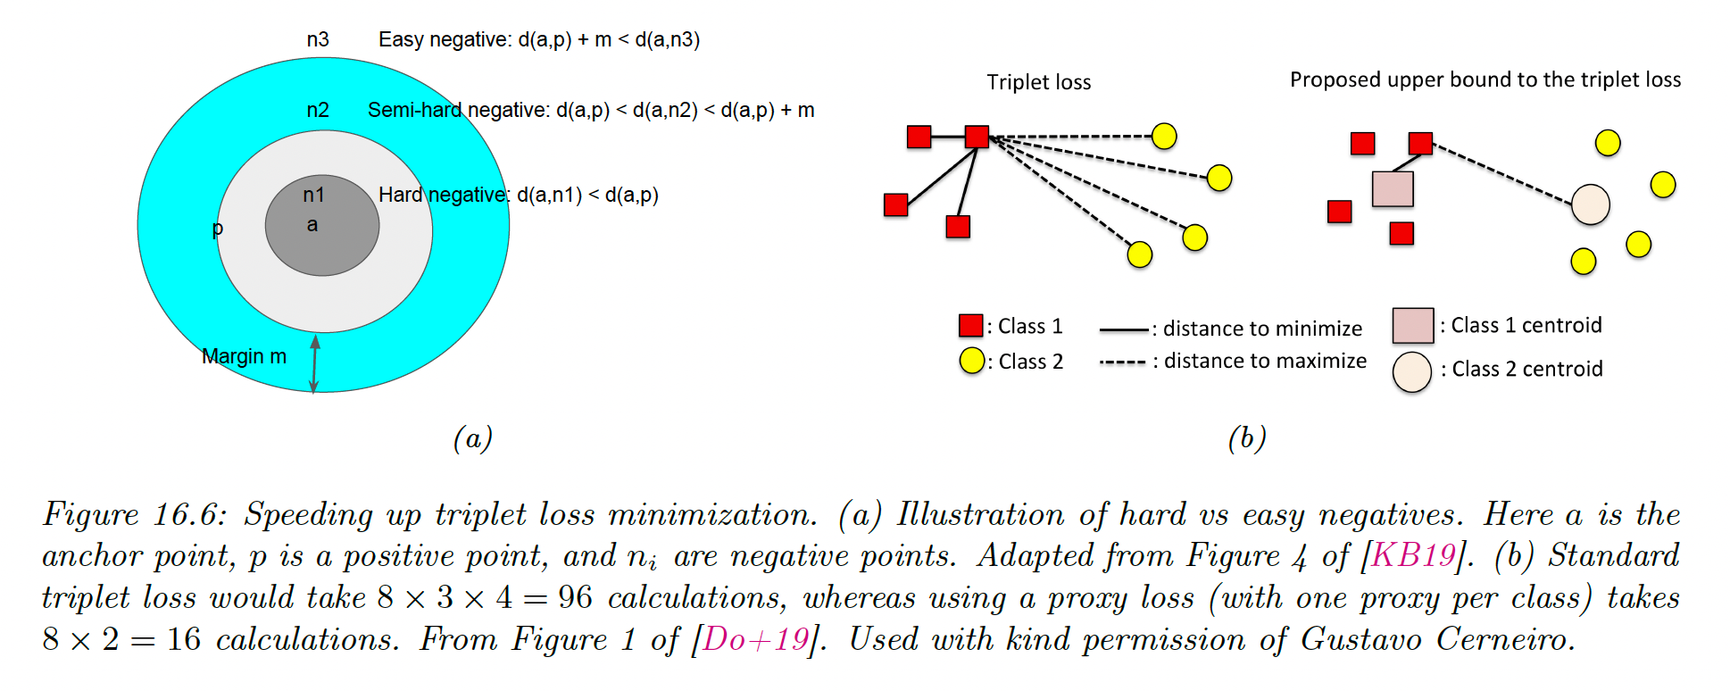 n3 Easy negative: d(a,p) + m < d(a,n3)
n2 Semi-hard negative: d(a,p) < d(a,n2) < d(a,p) + m
n1 Hard negative: d(a,n1) < d(a,p)
a
p
Margin m
(a)
Triplet loss
Proposed upper bound to the triplet loss
: Class 1
: Class 2
: distance to minimize
: distance to maximize
: Class 1 centroid
: Class 2 centroid
(b)
Figure 16.6: Speeding up triplet loss minimization. (a) Illustration of hard vs easy negatives. Here a is the
anchor point, p is a positive point, and nᵢ are negative points. Adapted from Figure 4 of [KB19]. (b) Standard
triplet loss would take 8 × 3 × 4 = 96 calculations, whereas using a proxy loss (with one proxy per class) takes
8 × 2 = 16 calculations. From Figure 1 of [Do+19]. Used with kind permission of Gustavo Cerneiro.